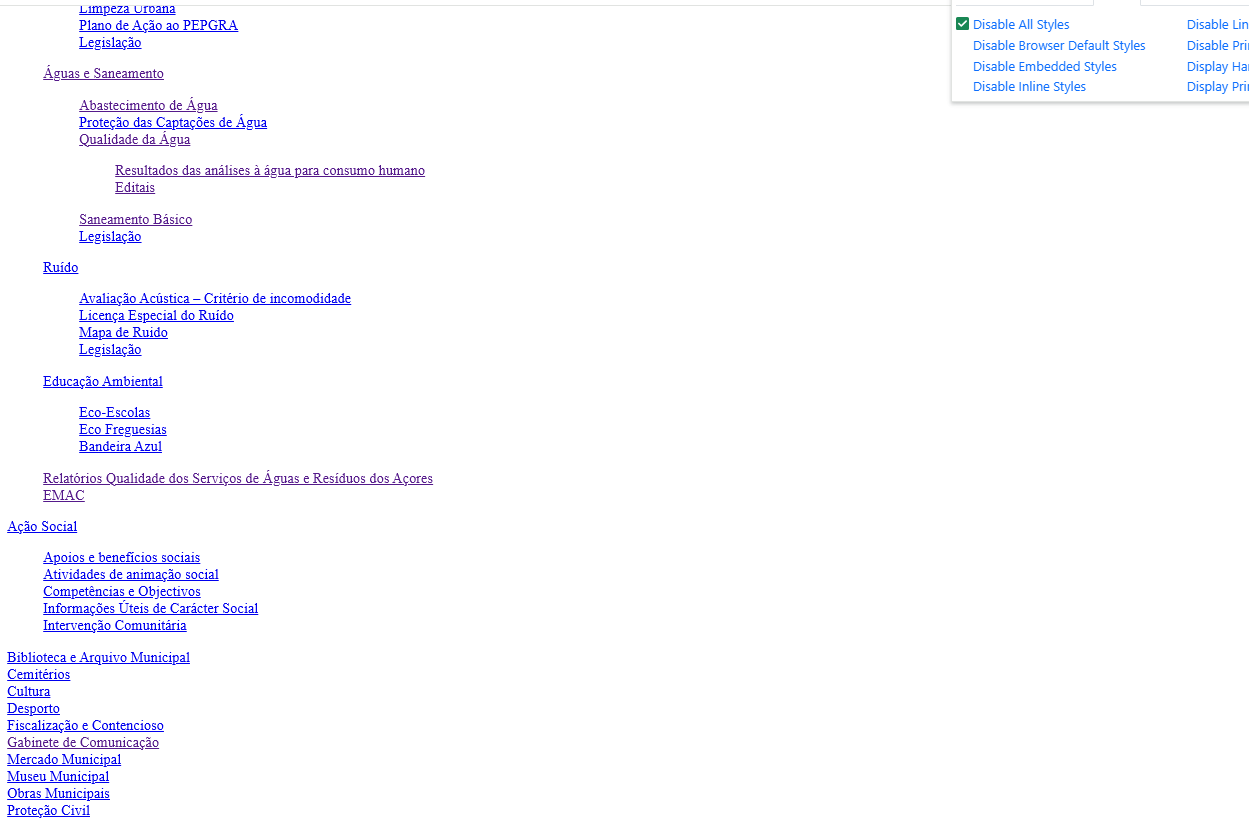 Limpeza Urbana
Plano de Ação ao PEPGRA
Legislação
Águas e Saneamento
Abastecimento de Água
Proteção das Captações de Água
Qualidade da Água
Resultados das análises à água para consumo humano
Editais
Saneamento Básico
Legislação
Ruído
Avaliação Acústica – Critério de incomodidade
Licença Especial do Ruído
Mapa de Ruido
Legislação
Educação Ambiental
Eco-Escolas
Eco Freguesias
Bandeira Azul
Relatórios Qualidade dos Serviços de Águas e Resíduos dos Açores
EMAC
Ação Social
Apoios e benefícios sociais
Atividades de animação social
Competências e Objectivos
Informações Úteis de Carácter Social
Intervenção Comunitária
Biblioteca e Arquivo Municipal
Cemitérios
Cultura
Desporto
Fiscalização e Contencioso
Gabinete de Comunicação
Mercado Municipal
Museu Municipal
Obras Municipais
Proteção Civil
Disable All Styles
Disable Browser Default Styles
Disable Embedded Styles
Disable Inline Styles
Disable
Disable
Display
Display